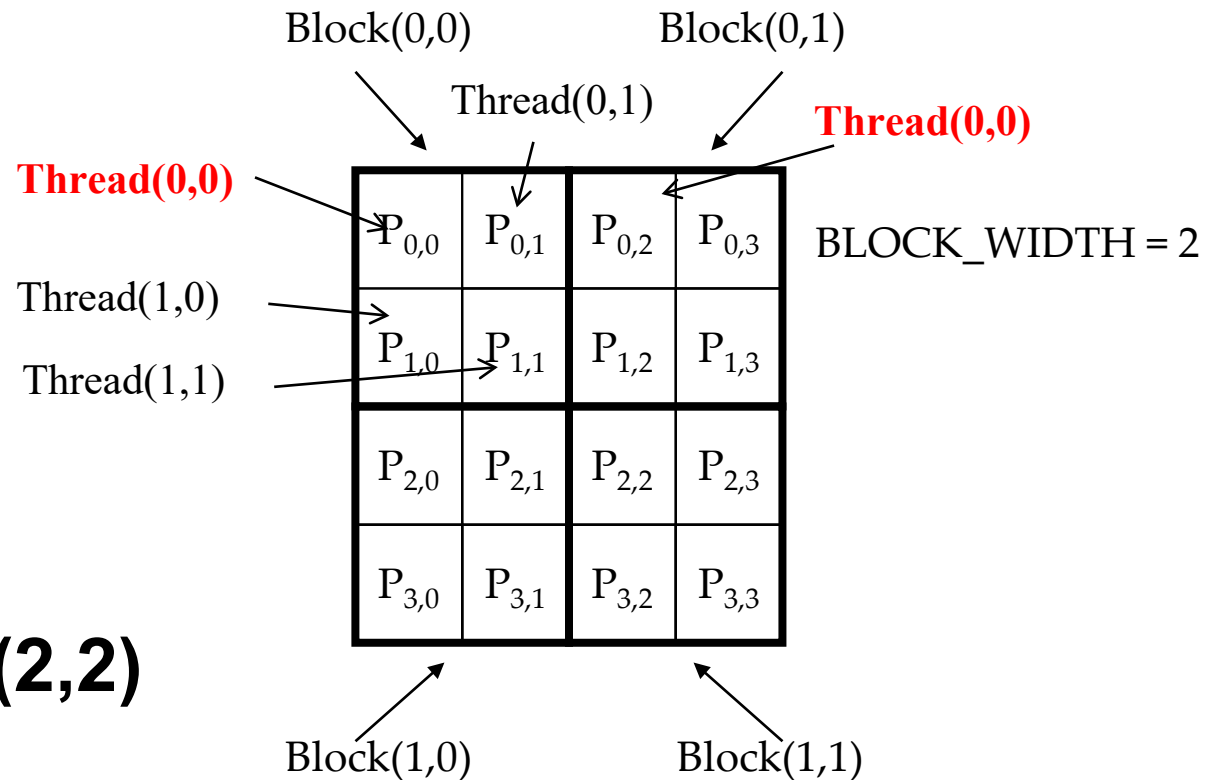 Block(0,0) Block(0,1)
Thread(0,1)
Thread(0,0)
Thread(0,0)
P0,0 P0,1 P0,2 P0,3
BLOCK_WIDTH = 2
Thread(1,0)
P1,0 P1,1 P1,2 P1,3
Thread(1,1)
P2,0 P2,1 P2,2 P2,3
P3,0 P3,1 P3,2 P3,3
(2,2)
Block(1,0) Block(1,1)